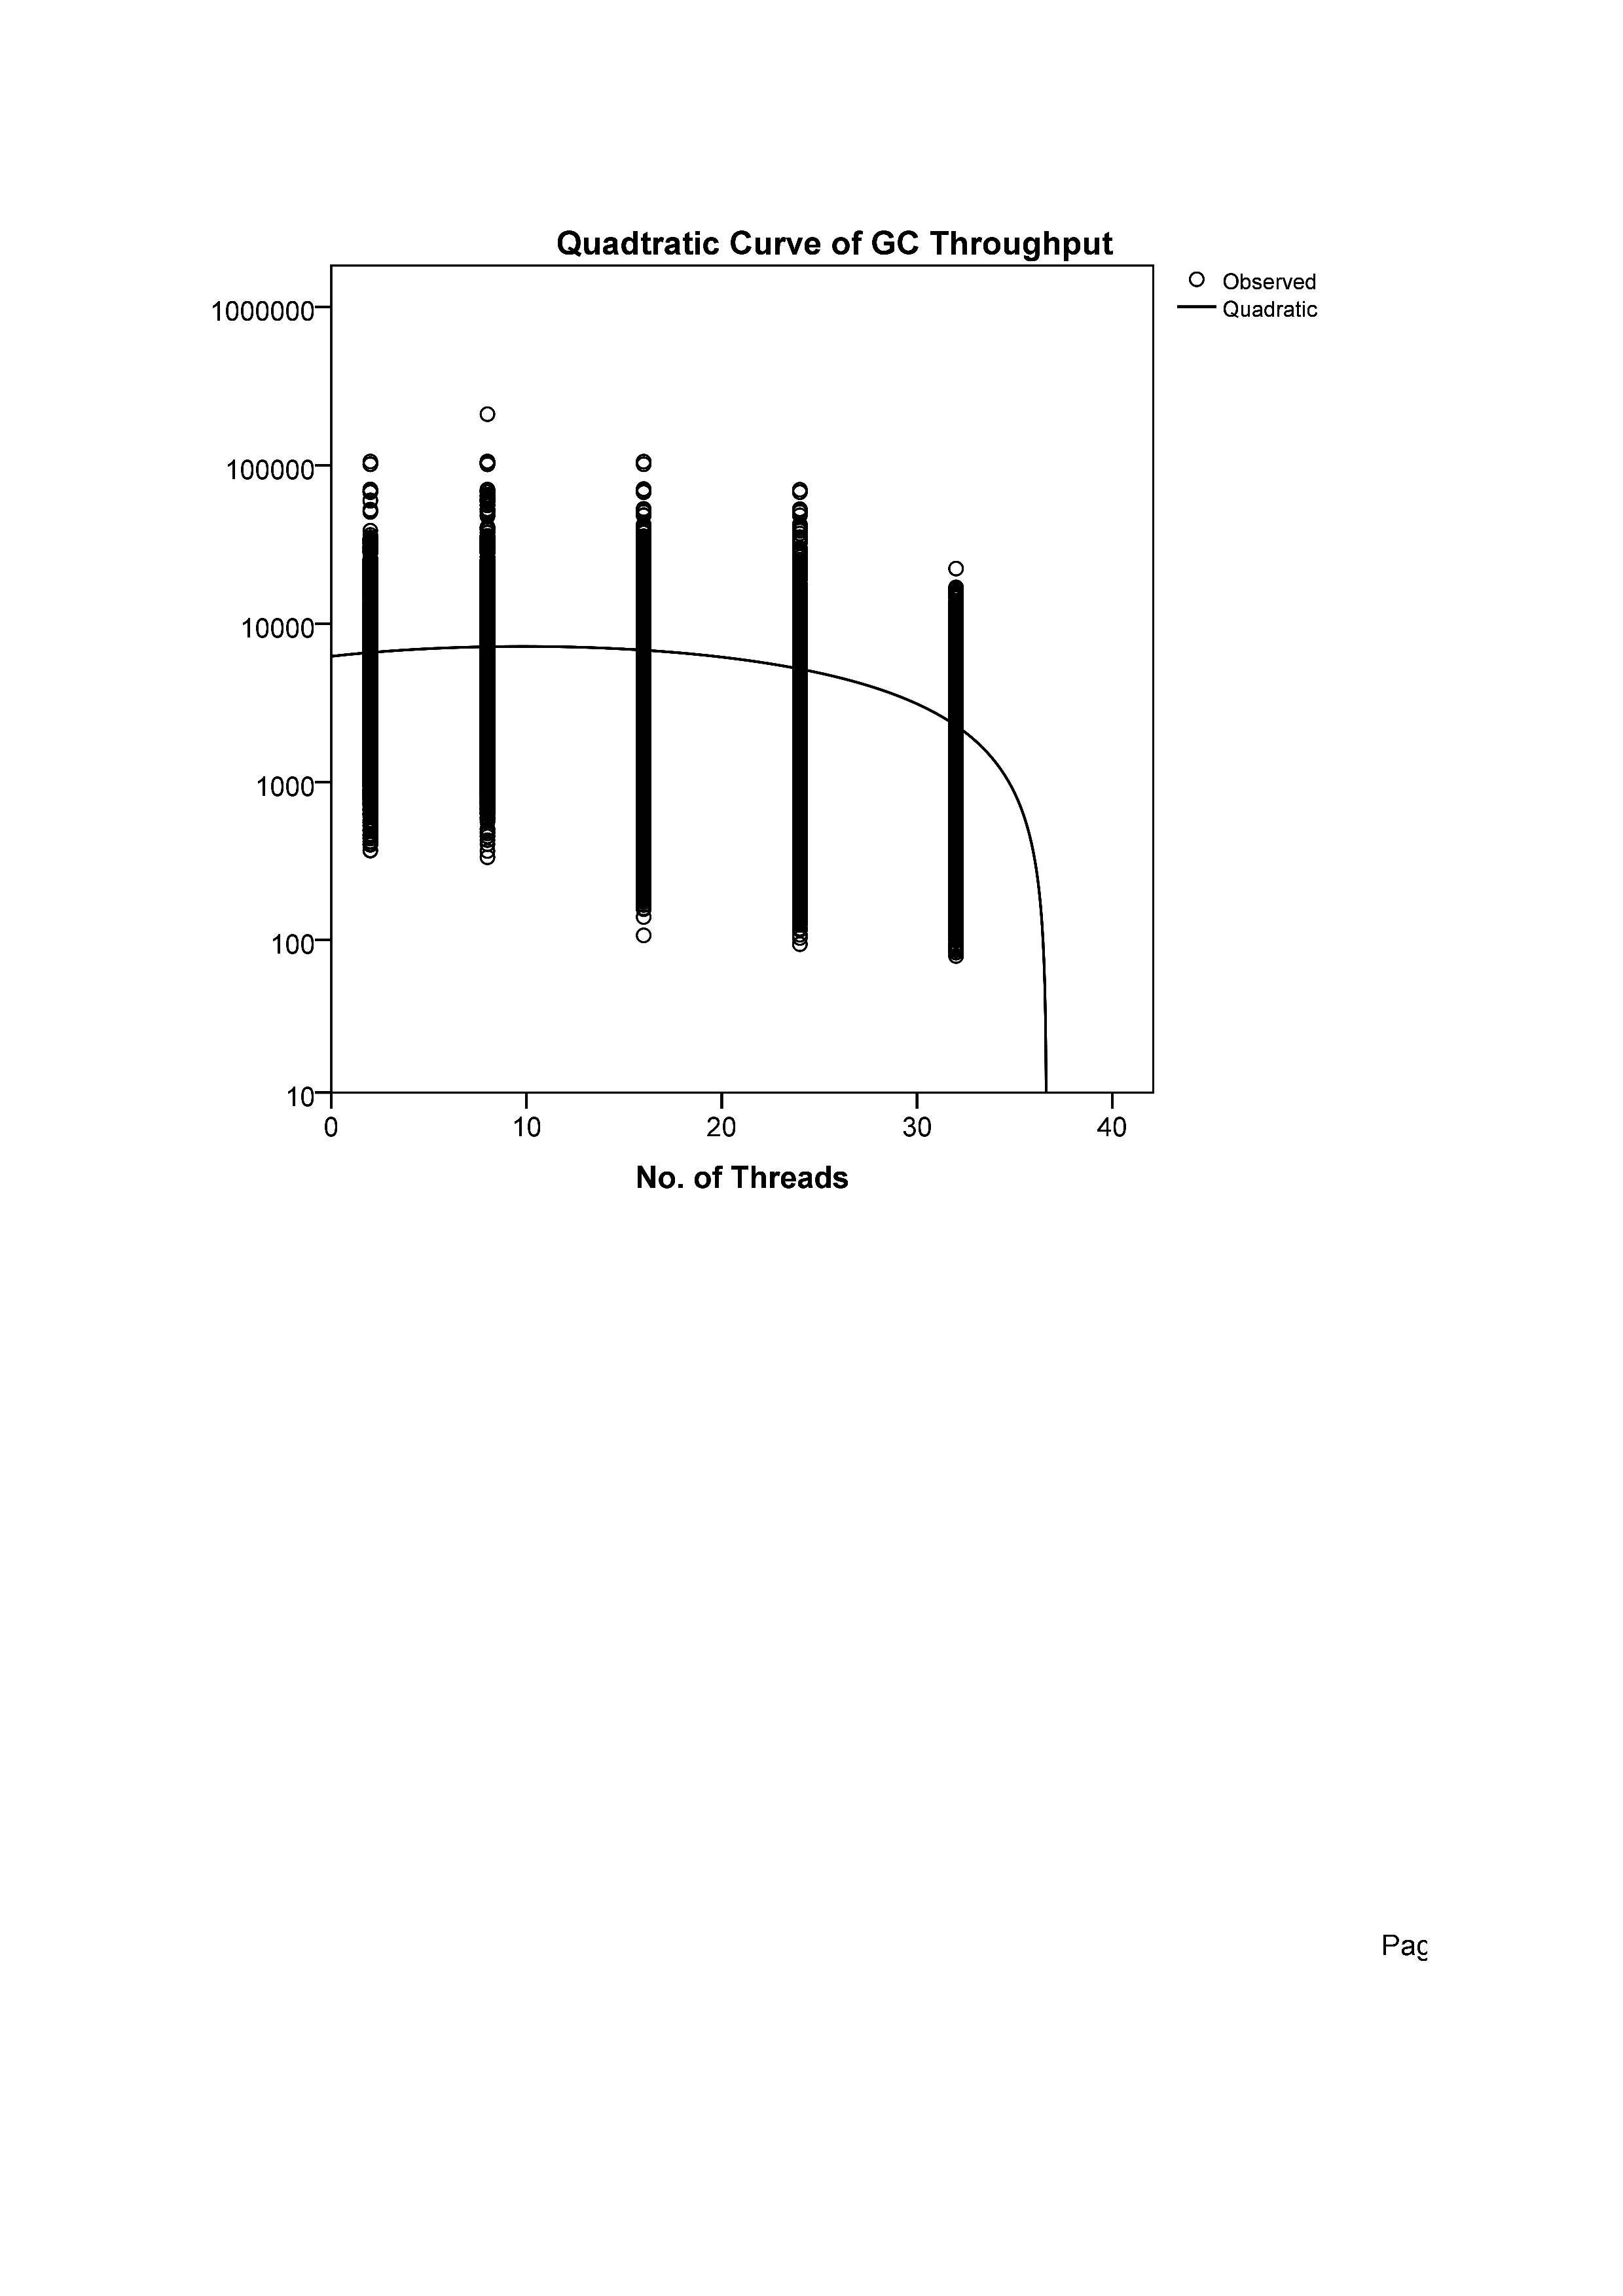 Quadtratic Curve of GC Throughput
Observed
Quadratic
1000000
100000
10000
1000
100
10
0 10 20 30 40
No. of Threads
Pag